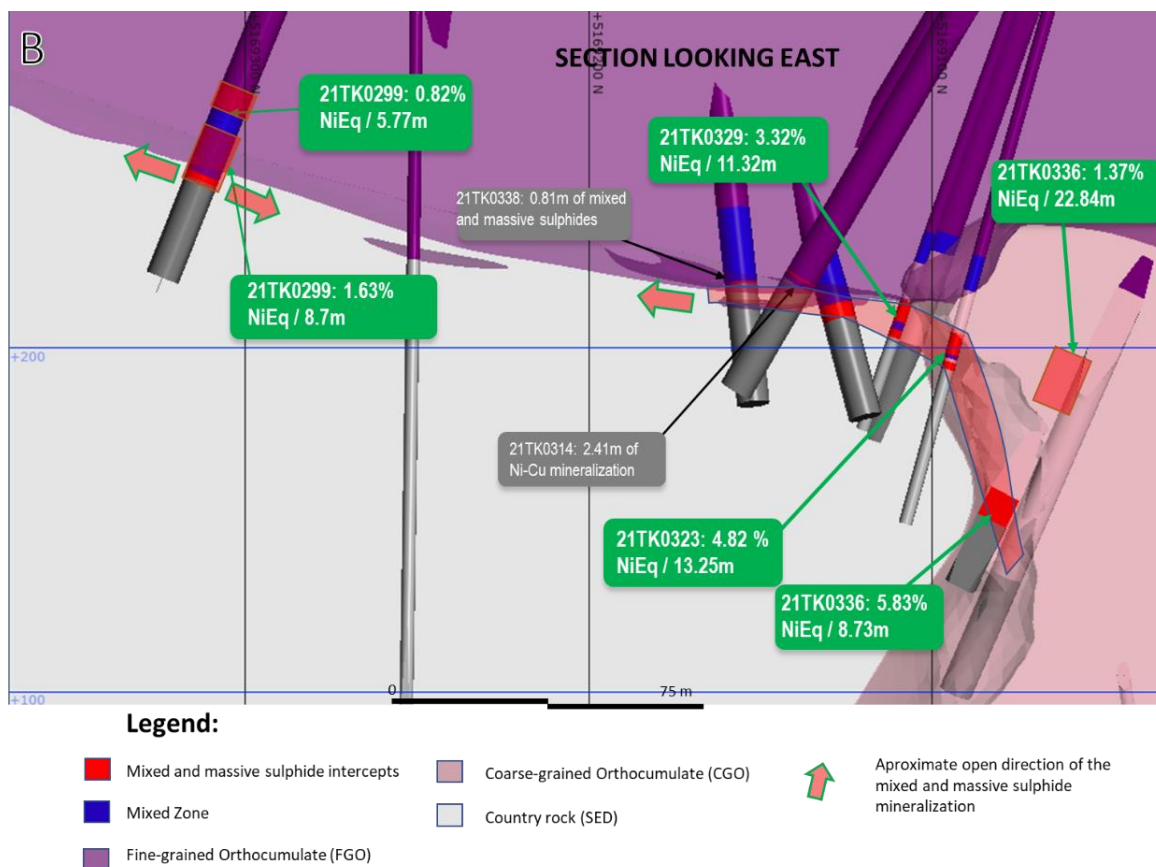 B
SECTION LOOKING EAST
+5169300 N
+5169200 N
+5169100 N
21TK0299: 0.82%
NiEq / 5.77m
21TK0329: 3.32%
NiEq / 11.32m
21TK0336: 1.37%
NiEq / 22.84m
21TK0338: 0.81m of mixed
and massive sulphides
21TK0299: 1.63%
NiEq / 8.7m
+200
21TK0314: 2.41m of
Ni-Cu mineralization
21TK0323: 4.82 %
NiEq / 13.25m
21TK0336: 5.83%
NiEq / 8.73m
+100
0
75 m
Legend:
Mixed and massive sulphide intercepts
Mixed Zone
Fine-grained Orthocumulate (FGO)
Coarse-grained Orthocumulate (CGO)
Country rock (SED)
Aproximate open direction of the
mixed and massive sulphide
mineralization